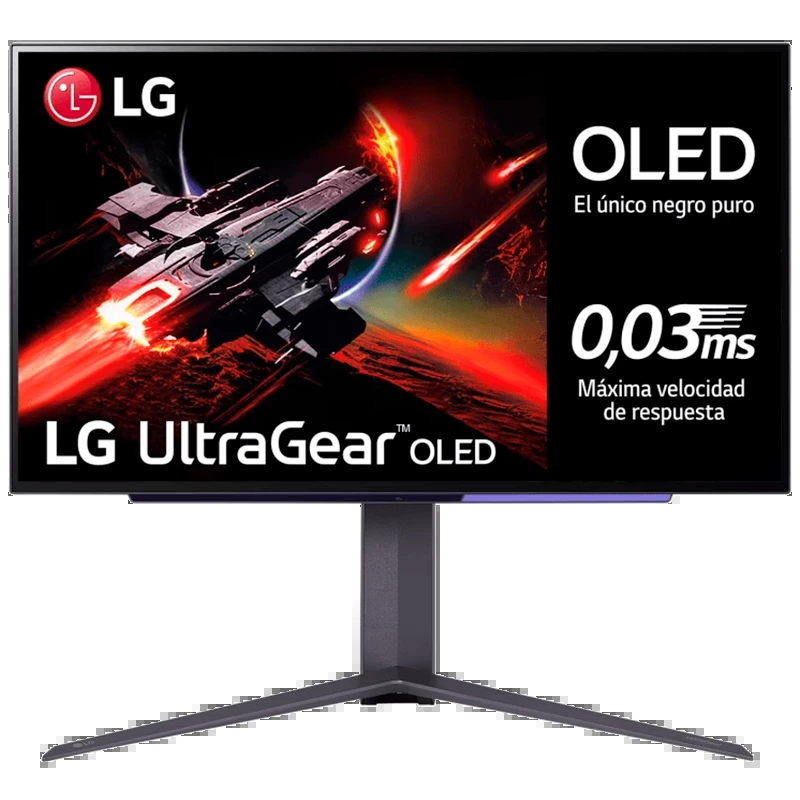 LG
OLED
El único negro puro
0,03ms
Máxima velocidad
de respuesta
LG UltraGear™ OLED